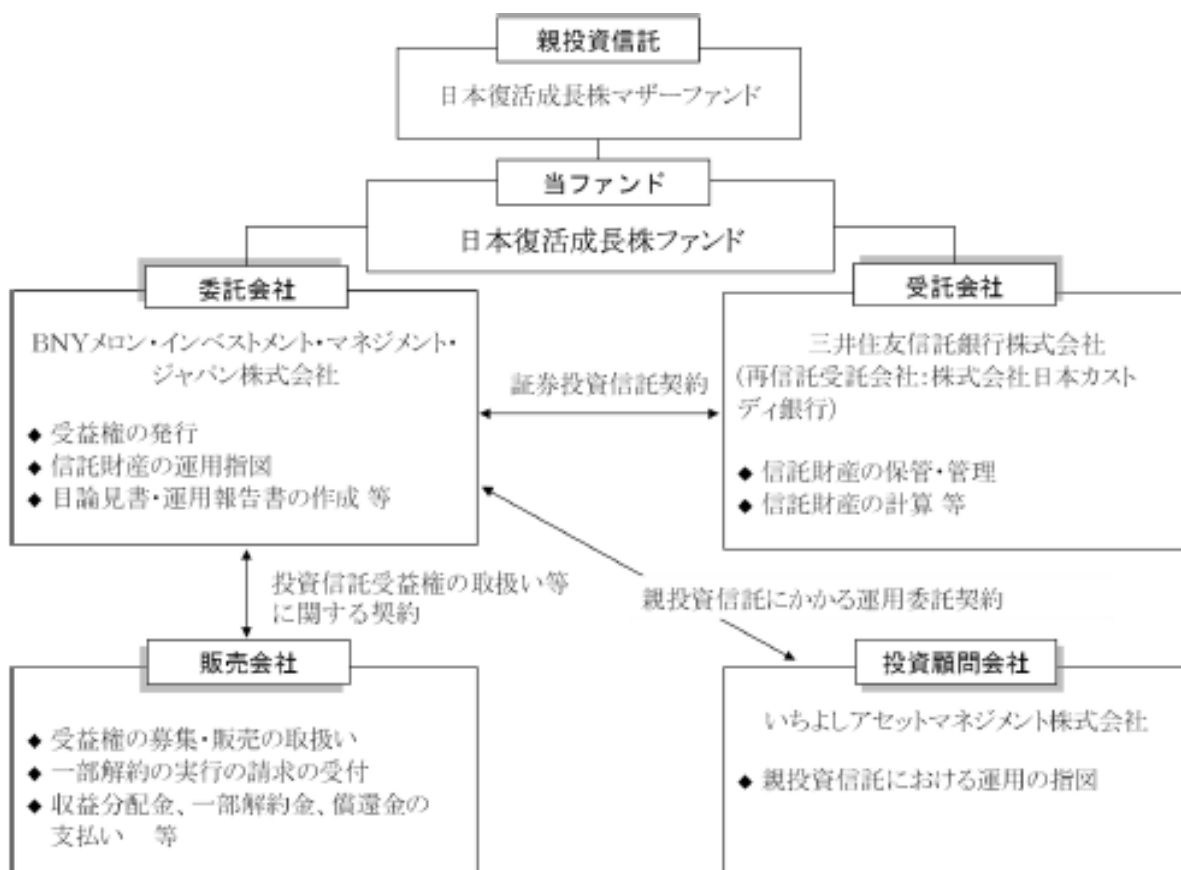 親投資信託
日本復活成長株マザーファンド
当ファンド
日本復活成長株ファンド
委託会社
BNYメロン・インベストメント・マネジメント・
ジャパン株式会社
◆ 受益権の発行
◆ 信託財産の運用指図
◆ 目論見書・運用報告書の作成 等
証券投資信託契約
受託会社
三井住友信託銀行株式会社
(再信託受託会社:株式会社日本カスト
ディ銀行)
◆ 信託財産の保管・管理
◆ 信託財産の計算 等
投資信託受益権の取扱い等
に関する契約
親投資信託にかかる運用委託契約
販売会社
◆ 受益権の募集・販売の取扱い
◆ 一部解約の実行の請求の受付
◆ 収益分配金、一部解約金、償還金の
支払い 等
投資顧問会社
いちよしアセットマネジメント株式会社
◆ 親投資信託における運用の指図